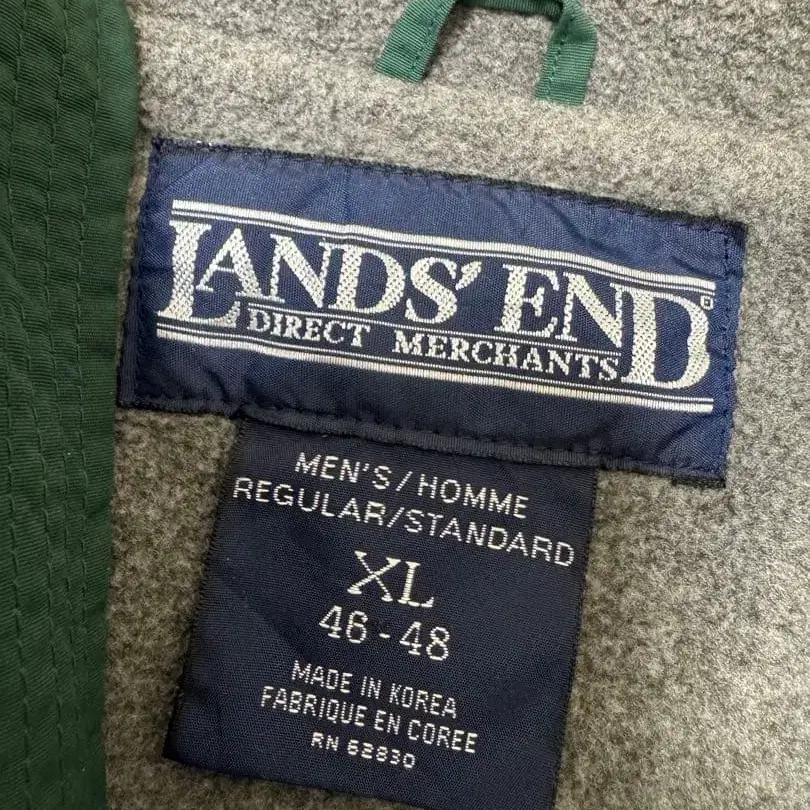 LANDS' END®
DIRECT MERCHANTS
MEN'S/HOMME
REGULAR/STANDARD
XL
46-48
MADE IN KOREA
FABRIQUE EN COREE
RN 62830